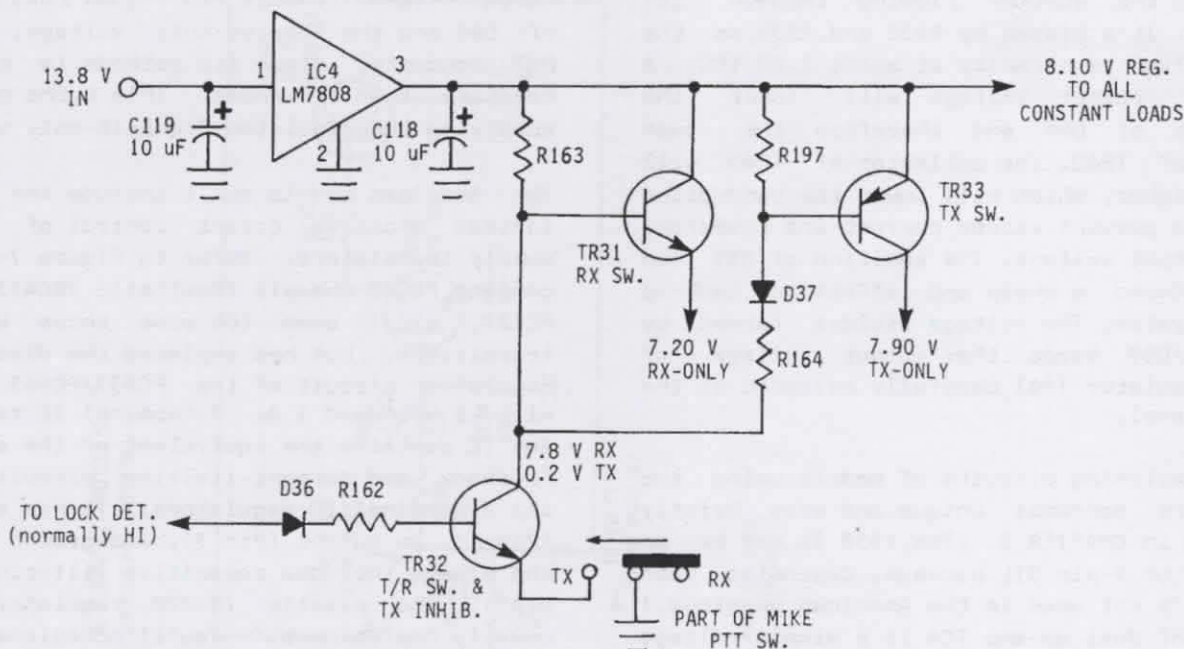 13.8 V
IN
1
IC4
LM7808
3
2
C119
10 uF
+
C118
10 uF
+
R163
TR31
RX SW.
7.20 V
RX-ONLY
R197
D37
R164
TR33
TX SW.
7.90 V
TX-ONLY
8.10 V REG.
TO ALL
CONSTANT LOADS
7.8 V RX
0.2 V TX
TO LOCK DET.
(normally HI)
D36
R162
TR32
T/R SW. &
TX INHIB.
TX
RX
PART OF MIKE
PTT SW.